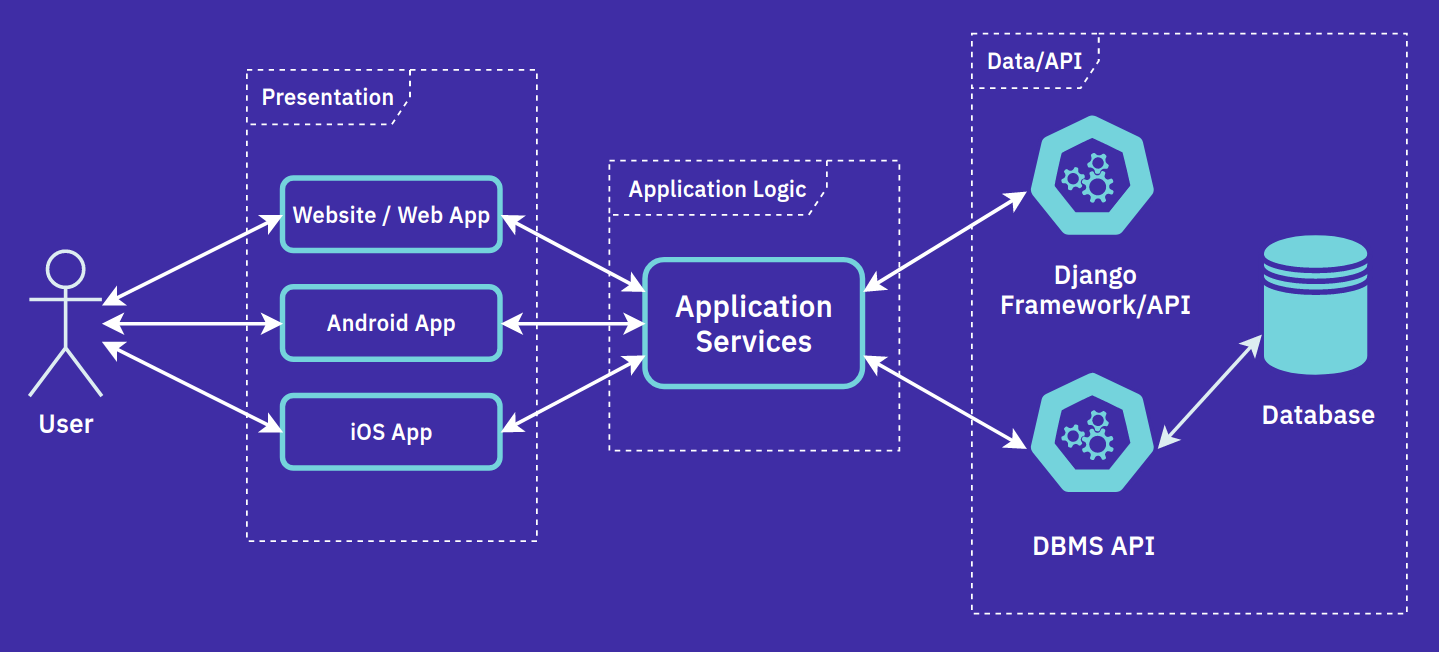 User
Presentation
Website / Web App
Android App
iOS App
Application Logic
Application
Services
Data/API
Django
Framework/API
DBMS API
Database